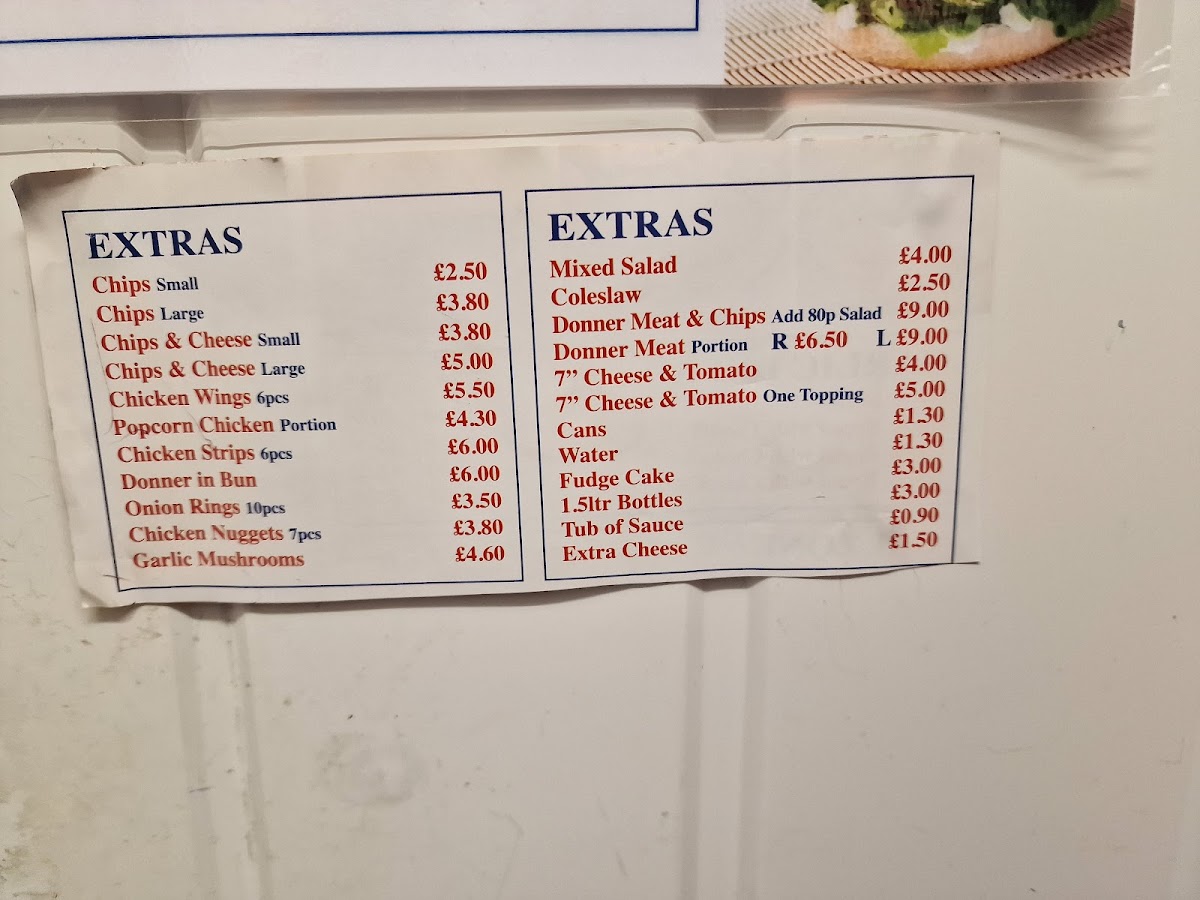 EXTRAS
Chips Small £2.50
Chips Large £3.80
Chips & Cheese Small £3.80
Chips & Cheese Large £5.00
Chicken Wings 6pcs £5.50
Popcorn Chicken Portion £4.30
Chicken Strips 6pcs £6.00
Donner in Bun £6.00
Onion Rings 10pcs £3.50
Chicken Nuggets 7pcs £3.80
Garlic Mushrooms £4.60
EXTRAS
Mixed Salad £4.00
Coleslaw £2.50
Donner Meat & Chips Add 80p Salad £9.00
Donner Meat Portion R £6.50 L £9.00
7” Cheese & Tomato £4.00
7” Cheese & Tomato One Topping £5.00
Cans £1.30
Water £1.30
Fudge Cake £3.00
1.5ltr Bottles £3.00
Tub of Sauce £0.90
Extra Cheese £1.50